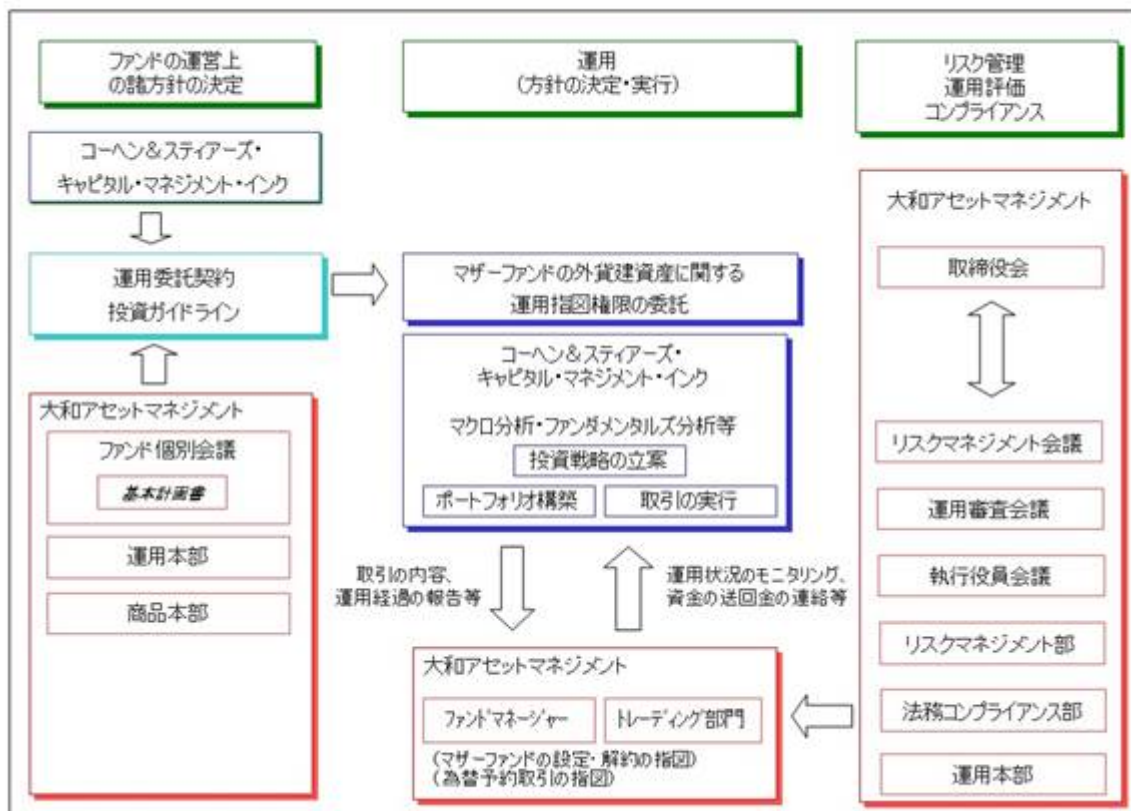 ファンドの運営上
の諸方針の決定
運用
(方針の決定・実行)
リスク管理
運用評価
コンプライアンス
コーヘン&スティアーズ・
キャピタル・マネジメント・インク
運用委託契約
投資ガイドライン
マザーファンドの外貨建資産に関する
運用指図権限の委託
コーヘン&スティアーズ・
キャピタル・マネジメント・インク
マクロ分析・ファンダメンタルズ分析等
投資戦略の立案
ポートフォリオ構築
取引の実行
大和アセットマネジメント
ファンド個別会議
基本計画書
運用本部
商品本部
取引の内容、
運用経過の報告等
運用状況のモニタリング、
資金の送回金の連絡等
大和アセットマネジメント
ファンドマネージャー
トレーディング部門
(マザーファンドの設定・解約の指図)
(為替予約取引の指図)
大和アセットマネジメント
取締役会
リスクマネジメント会議
運用審査会議
執行役員会議
リスクマネジメント部
法務コンプライアンス部
運用本部